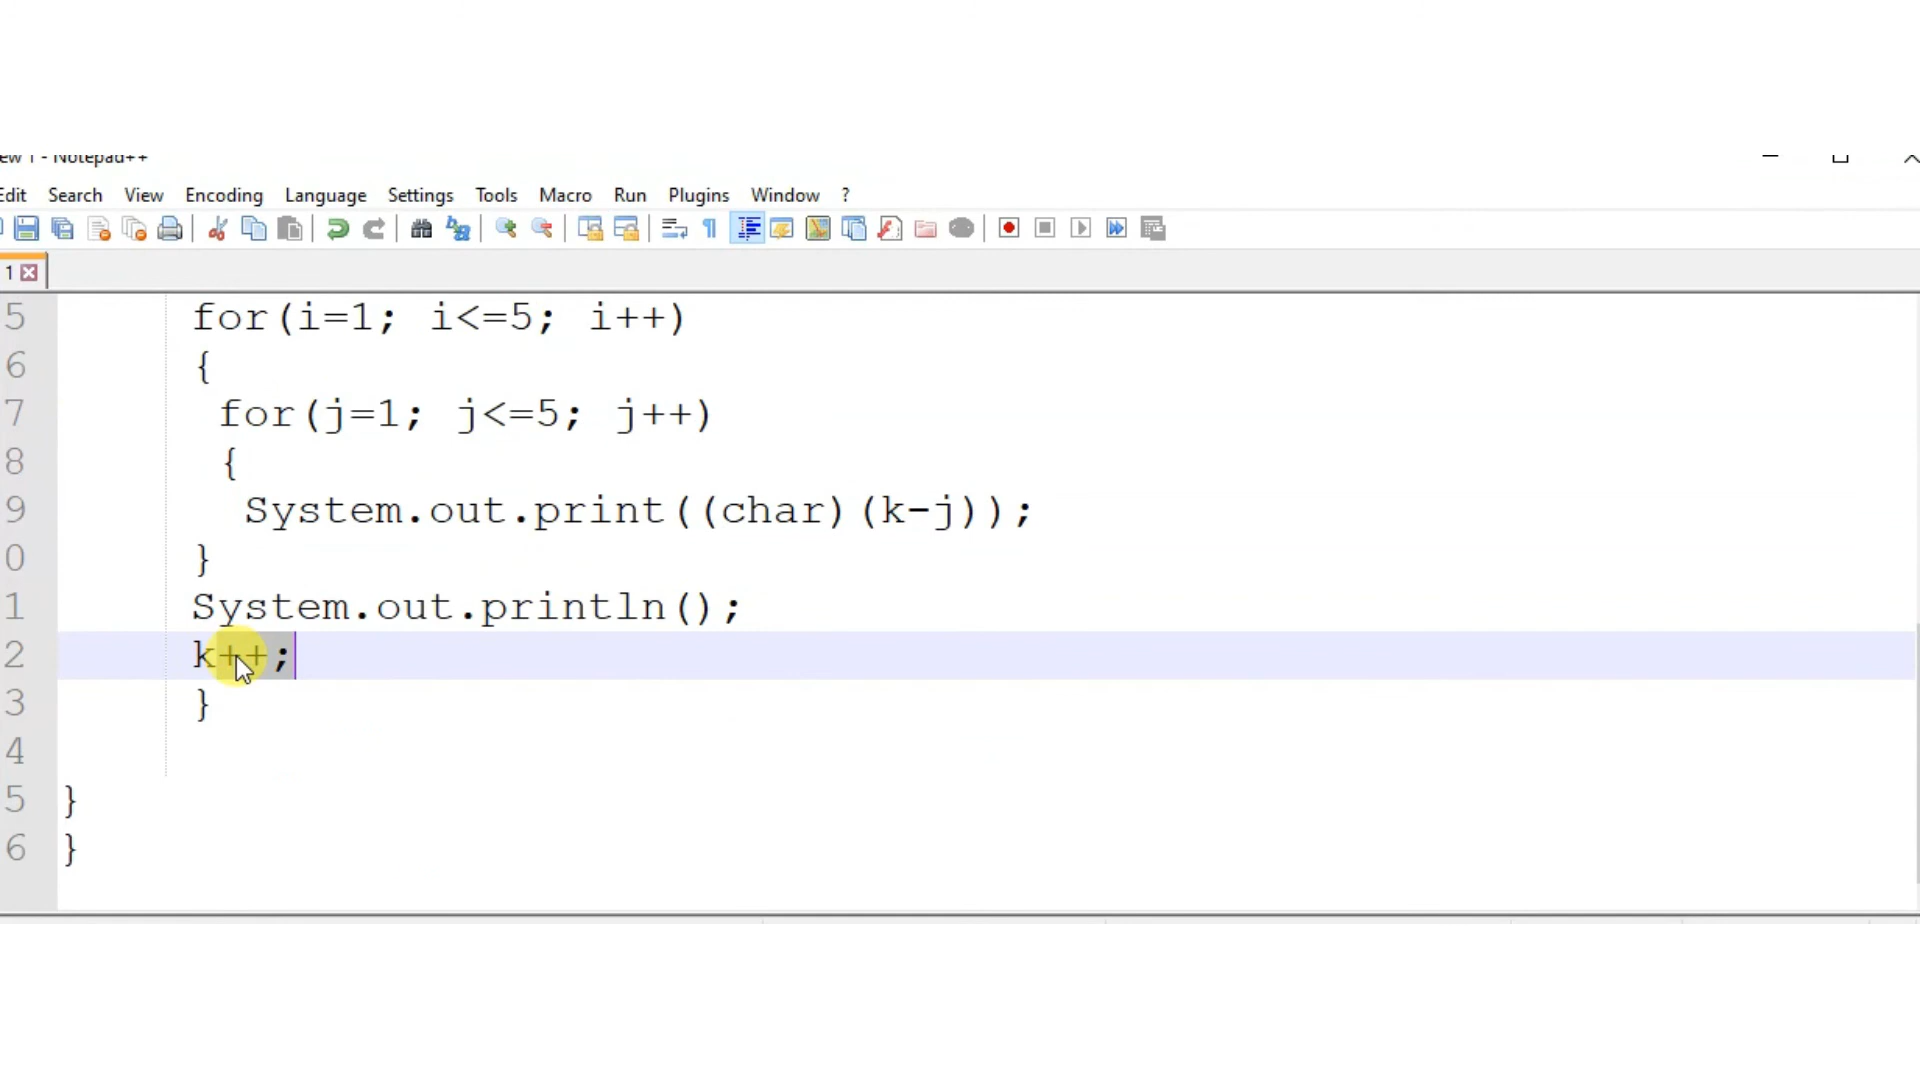 ew 1 - Notepad++
Edit Search View Encoding Language Settings Tools Macro Run Plugins Window ?
1
5 for(i=1; i<=5; i++)
6 {
7 for(j=1; j<=5; j++)
8 {
9 System.out.print((char)(k-j));
0 }
1 System.out.println();
2 k++;
3 }
4
5 }
6 }